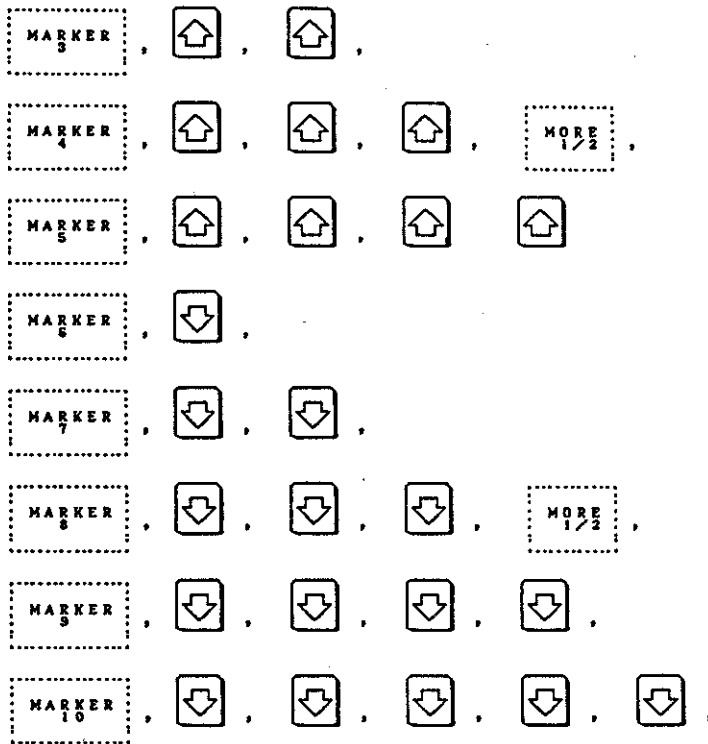 MARKER
3 , , ,
MARKER
4 , , , , MORE
1/2 ,
MARKER
5 , , ,
MARKER
6 , ,
MARKER
7 , , ,
MARKER
8 , , , , MORE
1/2 ,
MARKER
9 , , , , ,
MARKER
10 , , , , , ,